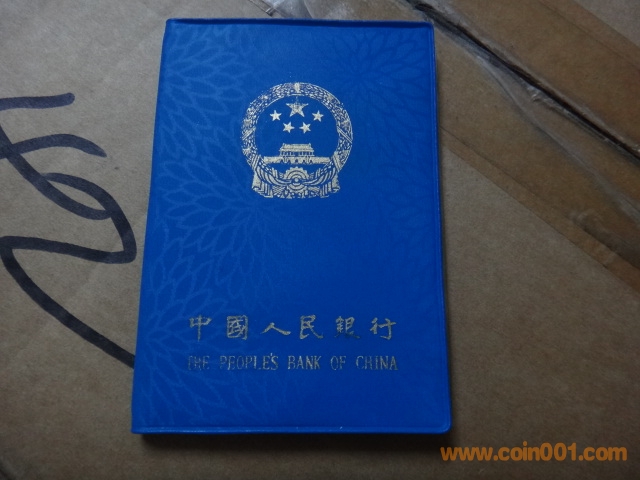 中國人民銀行
THE PEOPLE'S BANK OF CHINA
www.coin001.com